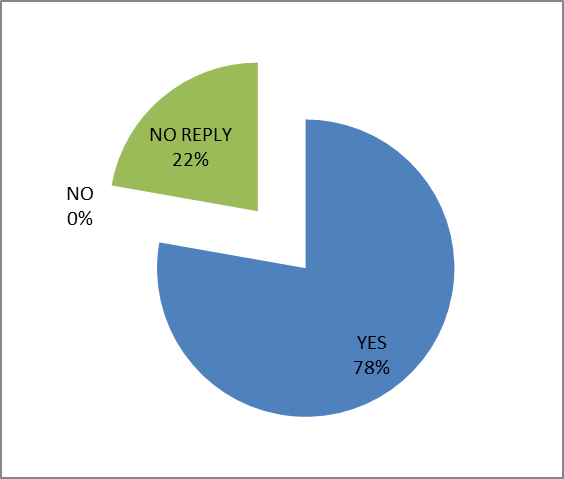 NO REPLY
22%
NO
0%
YES
78%